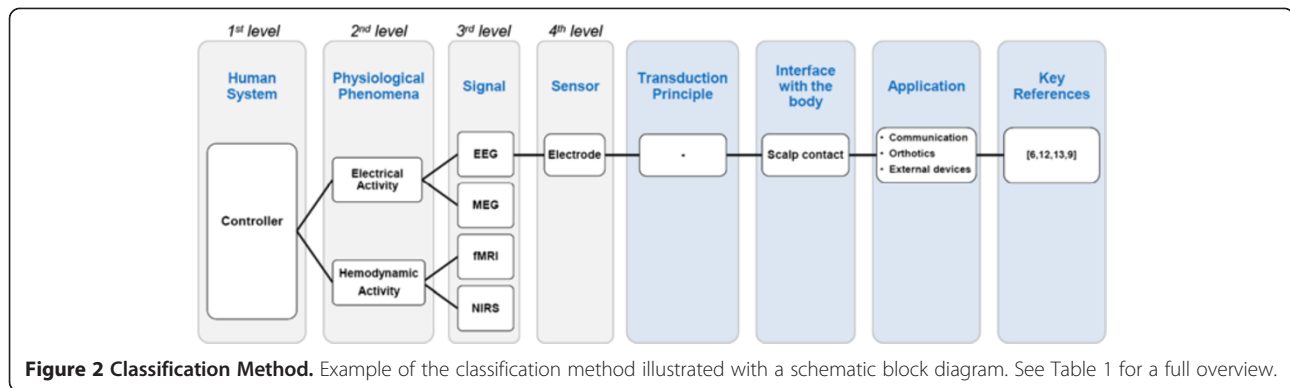 1st level
2nd level
3rd level
4th level
Human
System
Physiological
Phenomena
Signal
Sensor
Transduction
Principle
Interface
with the
body
Application
Key
References
Controller
Electrical
Activity
Hemodynamic
Activity
EEG
MEG
fMRI
NIRS
Electrode
-
Scalp contact
• Communication
• Orthotics
• External devices
[6,12,13,9]
Figure 2 Classification Method. Example of the classification method illustrated with a schematic block diagram. See Table 1 for a full overview.